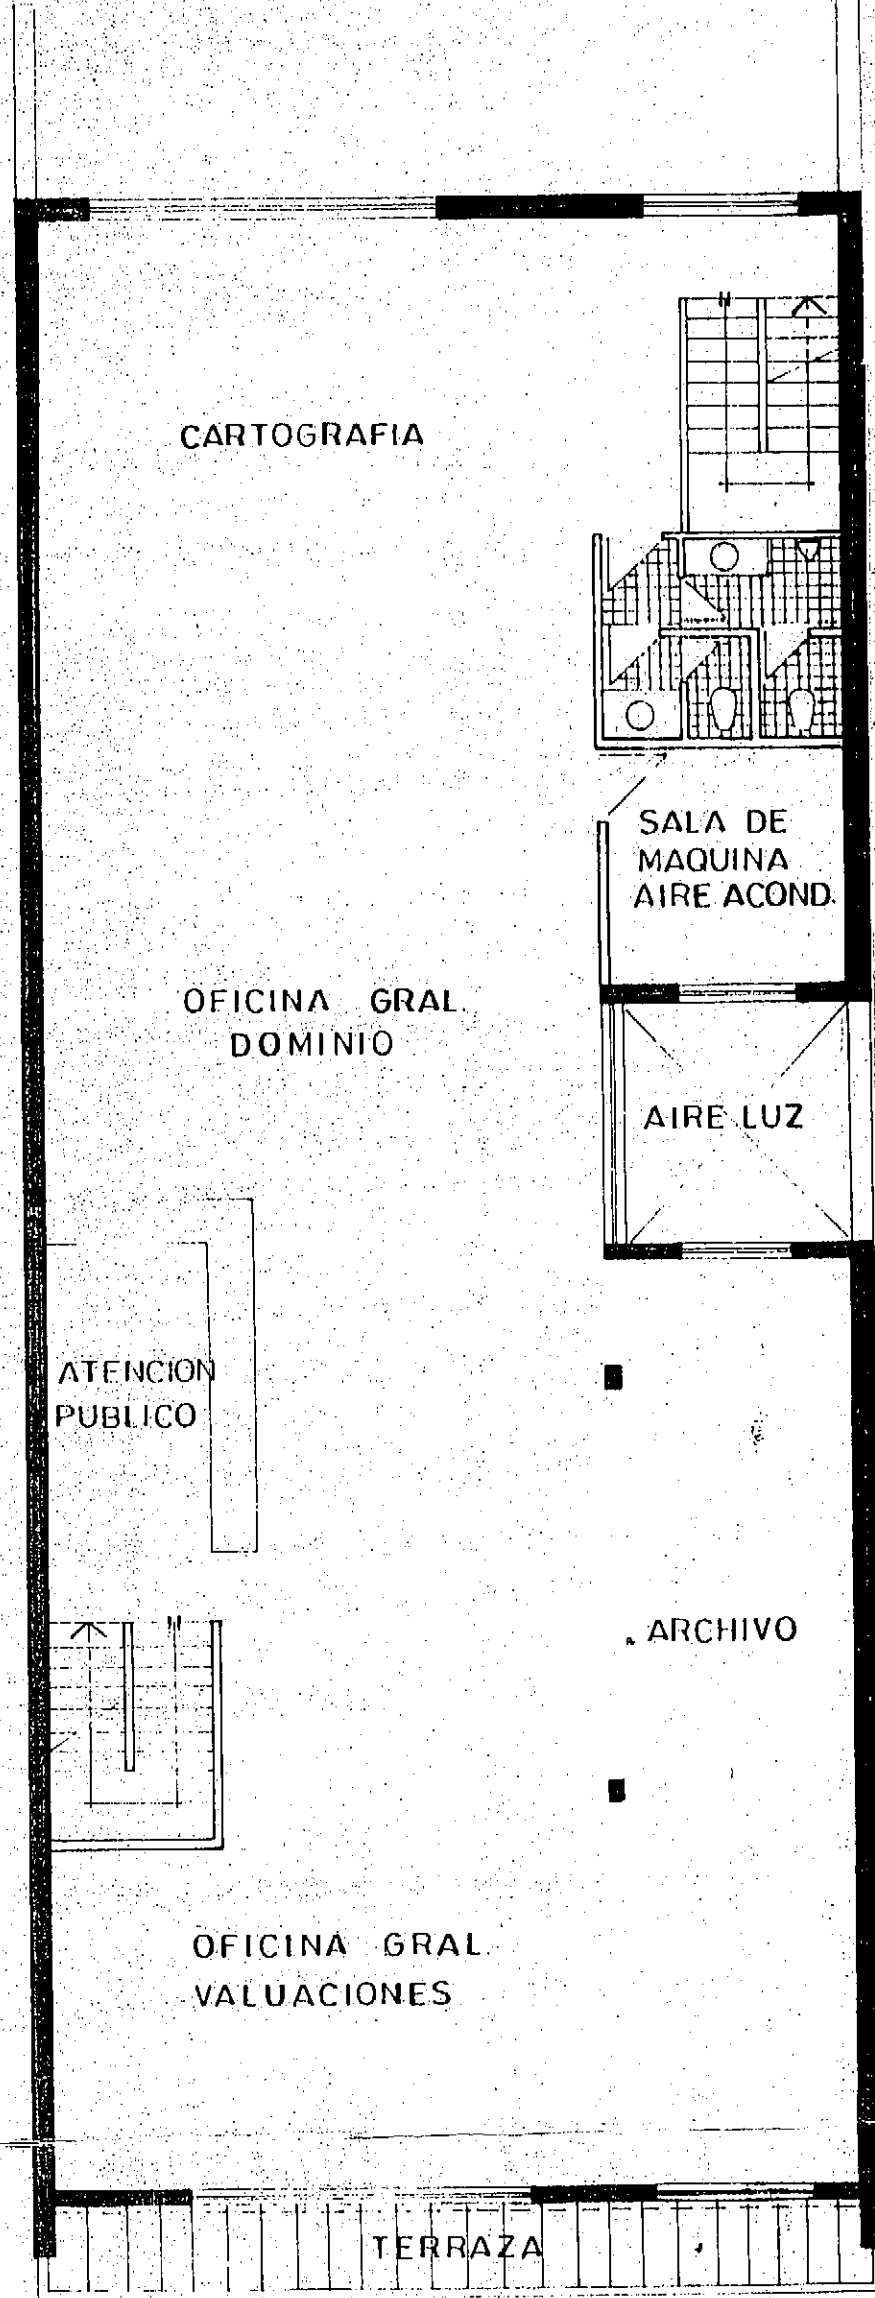 CARTOGRAFIA
SALA DE
MAQUINA
AIRE ACOND.
OFICINA GRAL.
DOMINIO
AIRE LUZ
ATENCION
PUBLICO
ARCHIVO
OFICINA GRAL.
VALUACIONES
TERRAZA